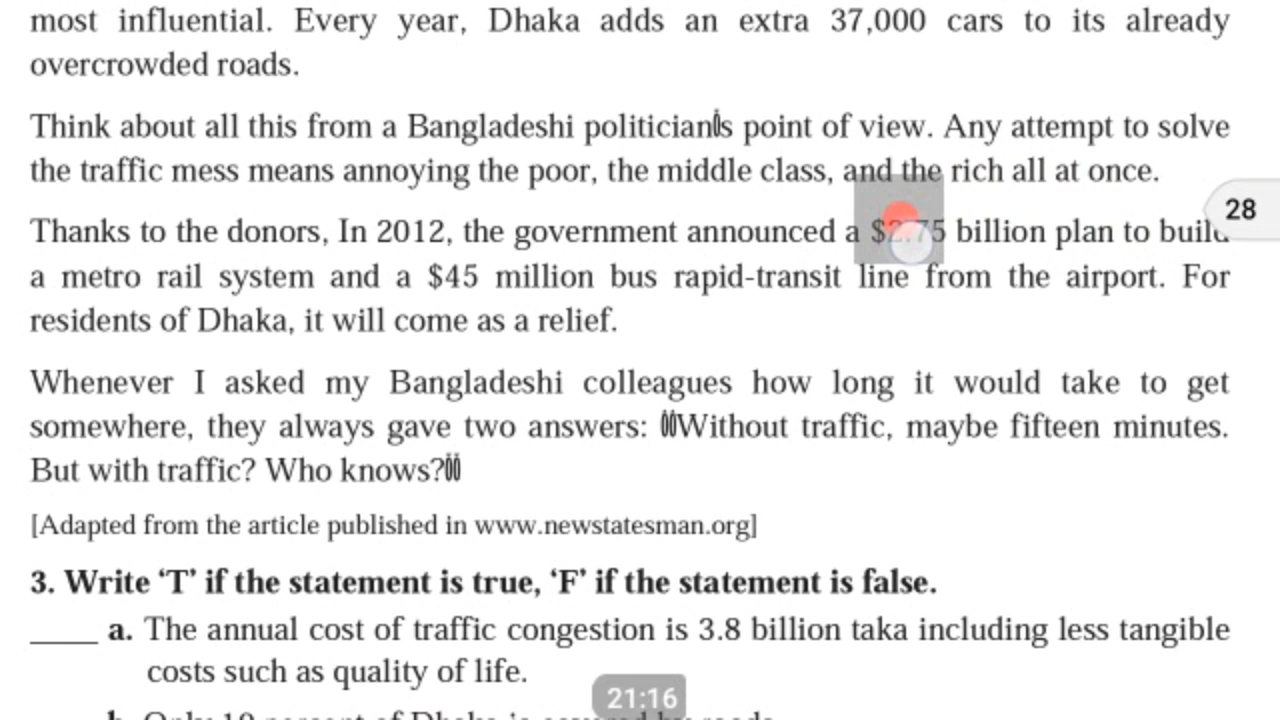 most influential. Every year, Dhaka adds an extra 37,000 cars to its already
overcrowded roads.
Think about all this from a Bangladeshi politicians point of view. Any attempt to solve
the traffic mess means annoying the poor, the middle class, and the rich all at once.
Thanks to the donors, In 2012, the government announced a $2.75 billion plan to build
28
a metro rail system and a $45 million bus rapid-transit line from the airport. For
residents of Dhaka, it will come as a relief.
Whenever I asked my Bangladeshi colleagues how long it would take to get
somewhere, they always gave two answers: Without traffic, maybe fifteen minutes.
But with traffic? Who knows?
[Adapted from the article published in www.newstatesman.org]
3. Write ‘T’ if the statement is true, ‘F’ if the statement is false.
____ a. The annual cost of traffic congestion is 3.8 billion taka including less tangible
costs such as quality of life.
21:16